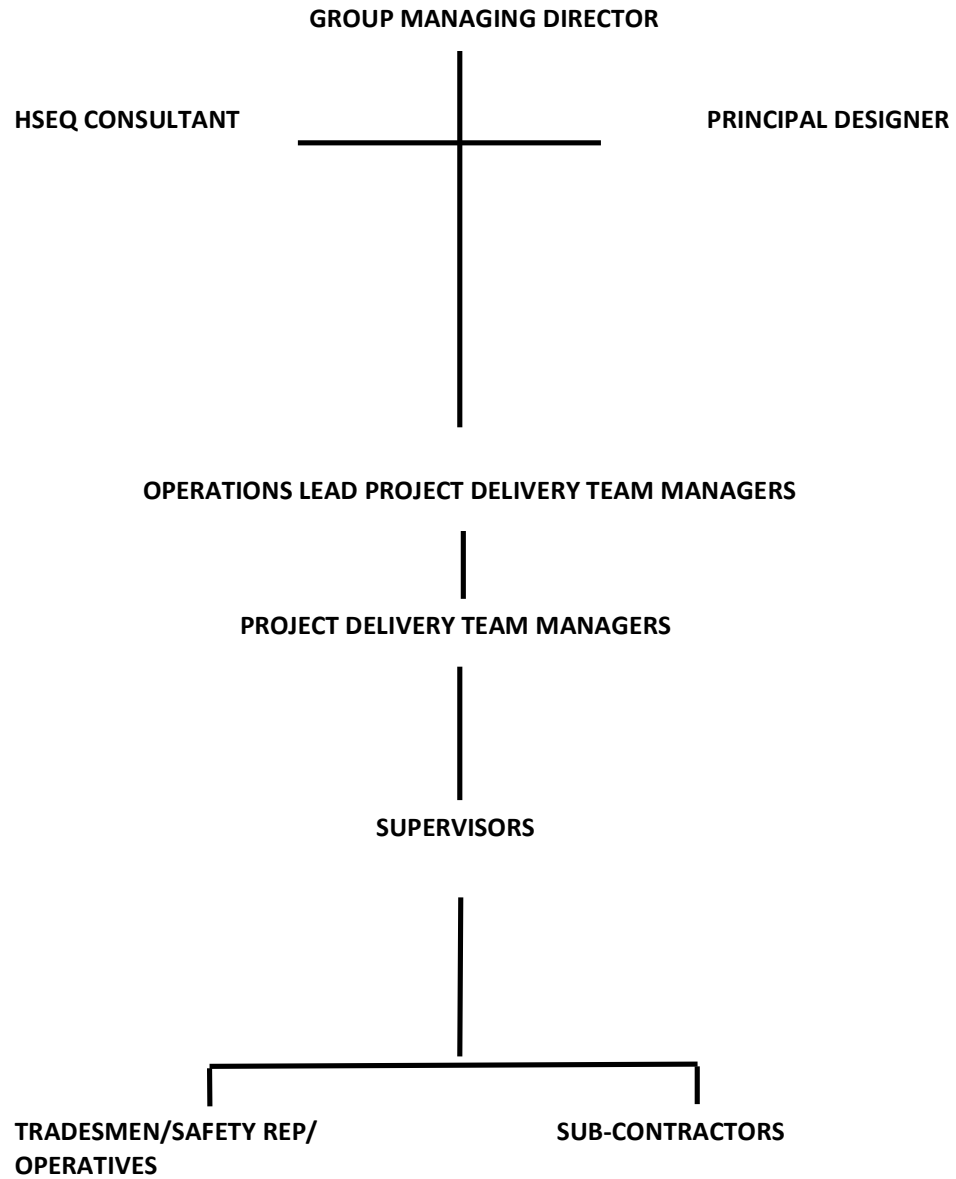 GROUP MANAGING DIRECTOR
HSEQ CONSULTANT
PRINCIPAL DESIGNER
OPERATIONS LEAD PROJECT DELIVERY TEAM MANAGERS
PROJECT DELIVERY TEAM MANAGERS
SUPERVISORS
TRADESMEN/SAFETY REP/
OPERATIVES
SUB-CONTRACTORS